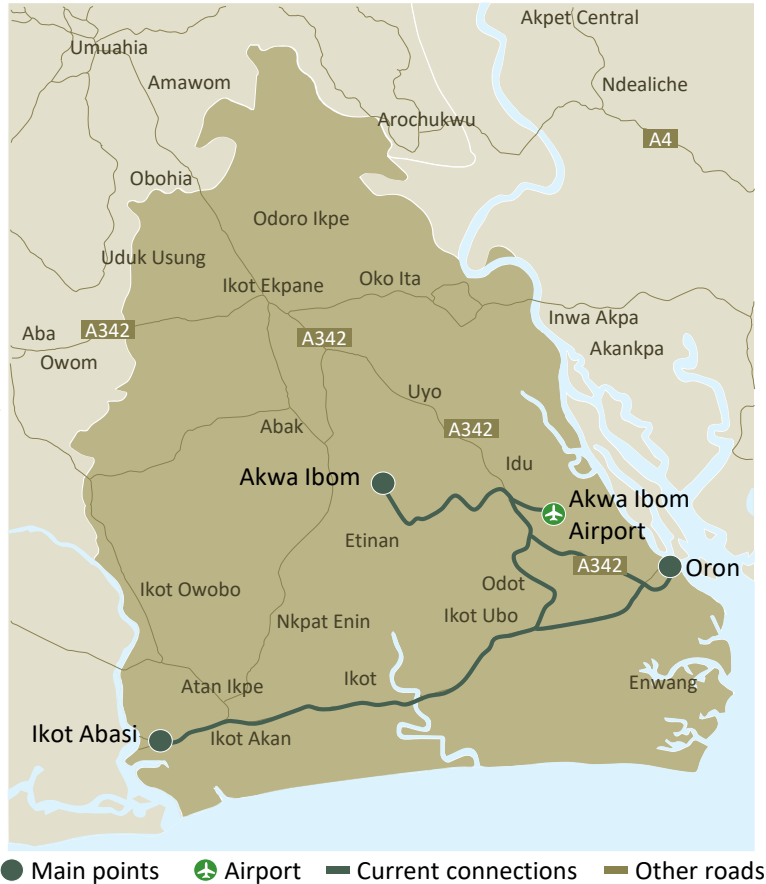 Akpet Central
Umuahia
Amawom
Ndealiche
Arochukwu
A4
Obohia
Odoro Ikpe
Uduk Usung
Ikot Ekpane
Oko Ita
Inwa Akpa
A342
Aba
A342
Akankpa
Owom
Uyo
Abak
A342
Idu
Akwa Ibom
Akwa Ibom
Airport
Etinan
A342
Oron
Odot
Ikot Owobo
Ikot Ubo
Nkpat Enin
Ikot
Enwang
Atan Ikpe
Ikot Abasi
Ikot Akan
Main points
Airport
Current connections
Other roads